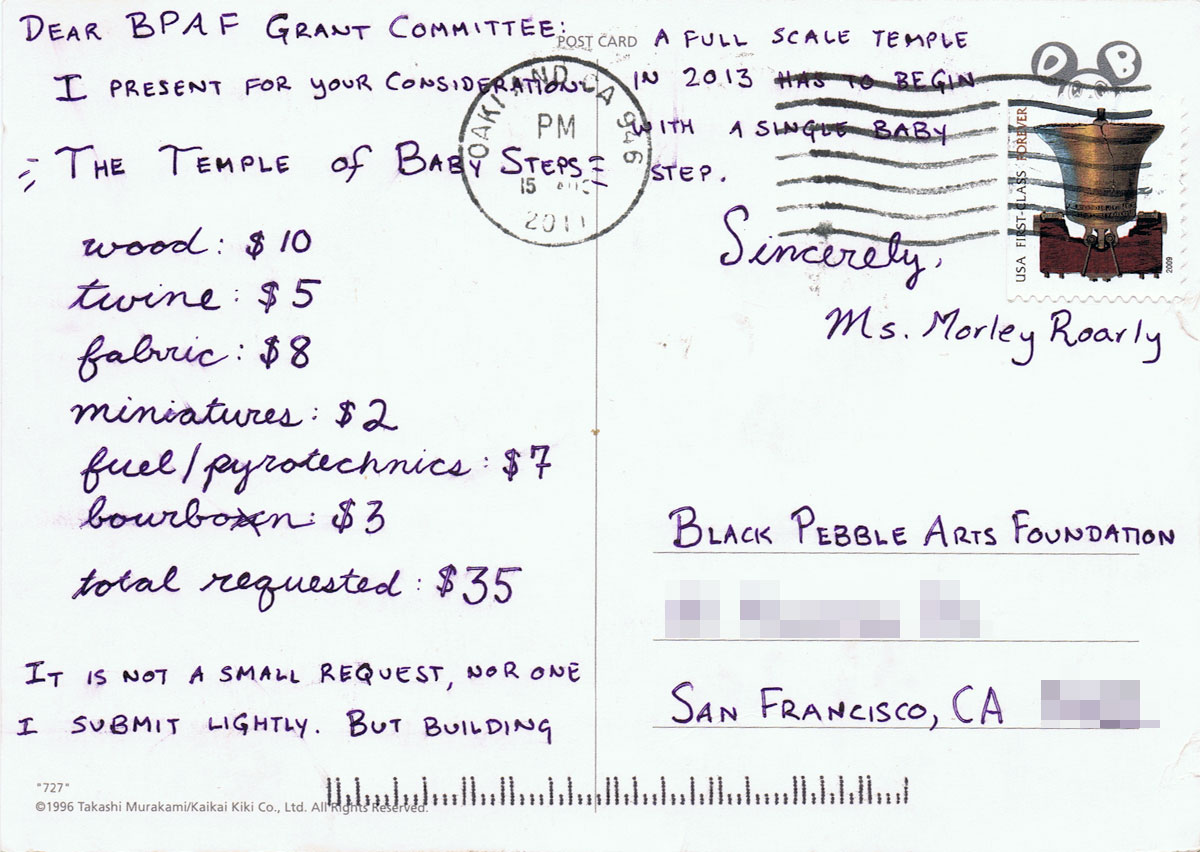 DEAR BPAF GRANT COMMITTEE:
I PRESENT FOR YOUR CONSIDERATION
THE TEMPLE of BABY STEPS
wood: $10
twine: $5
fabric: $8
miniatures: $2
fuel/pyrotechnics: $7
bourbon: $3
total requested: $35
IT IS NOT A SMALL REQUEST, NOR ONE
I SUBMIT LIGHTLY. BUT BUILDING
"727"
©1996 Takashi Murakami/Kaikai Kiki Co., Ltd. All Rights Reserved.
POST CARD
A FULL SCALE TEMPLE
IN 2013 HAS TO BEGIN
WITH A SINGLE BABY
STEP.
Sincerely,
Ms. Morley Roarly
OAKLAND CA 946
PM
15
2011
D B
USA FIRST-CLASS FOREVER
2009
BLACK PEBBLE ARTS FOUNDATION
SAN FRANCISCO, CA